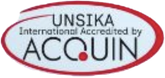 UNSIKA
International Accredited by
ACQUIN